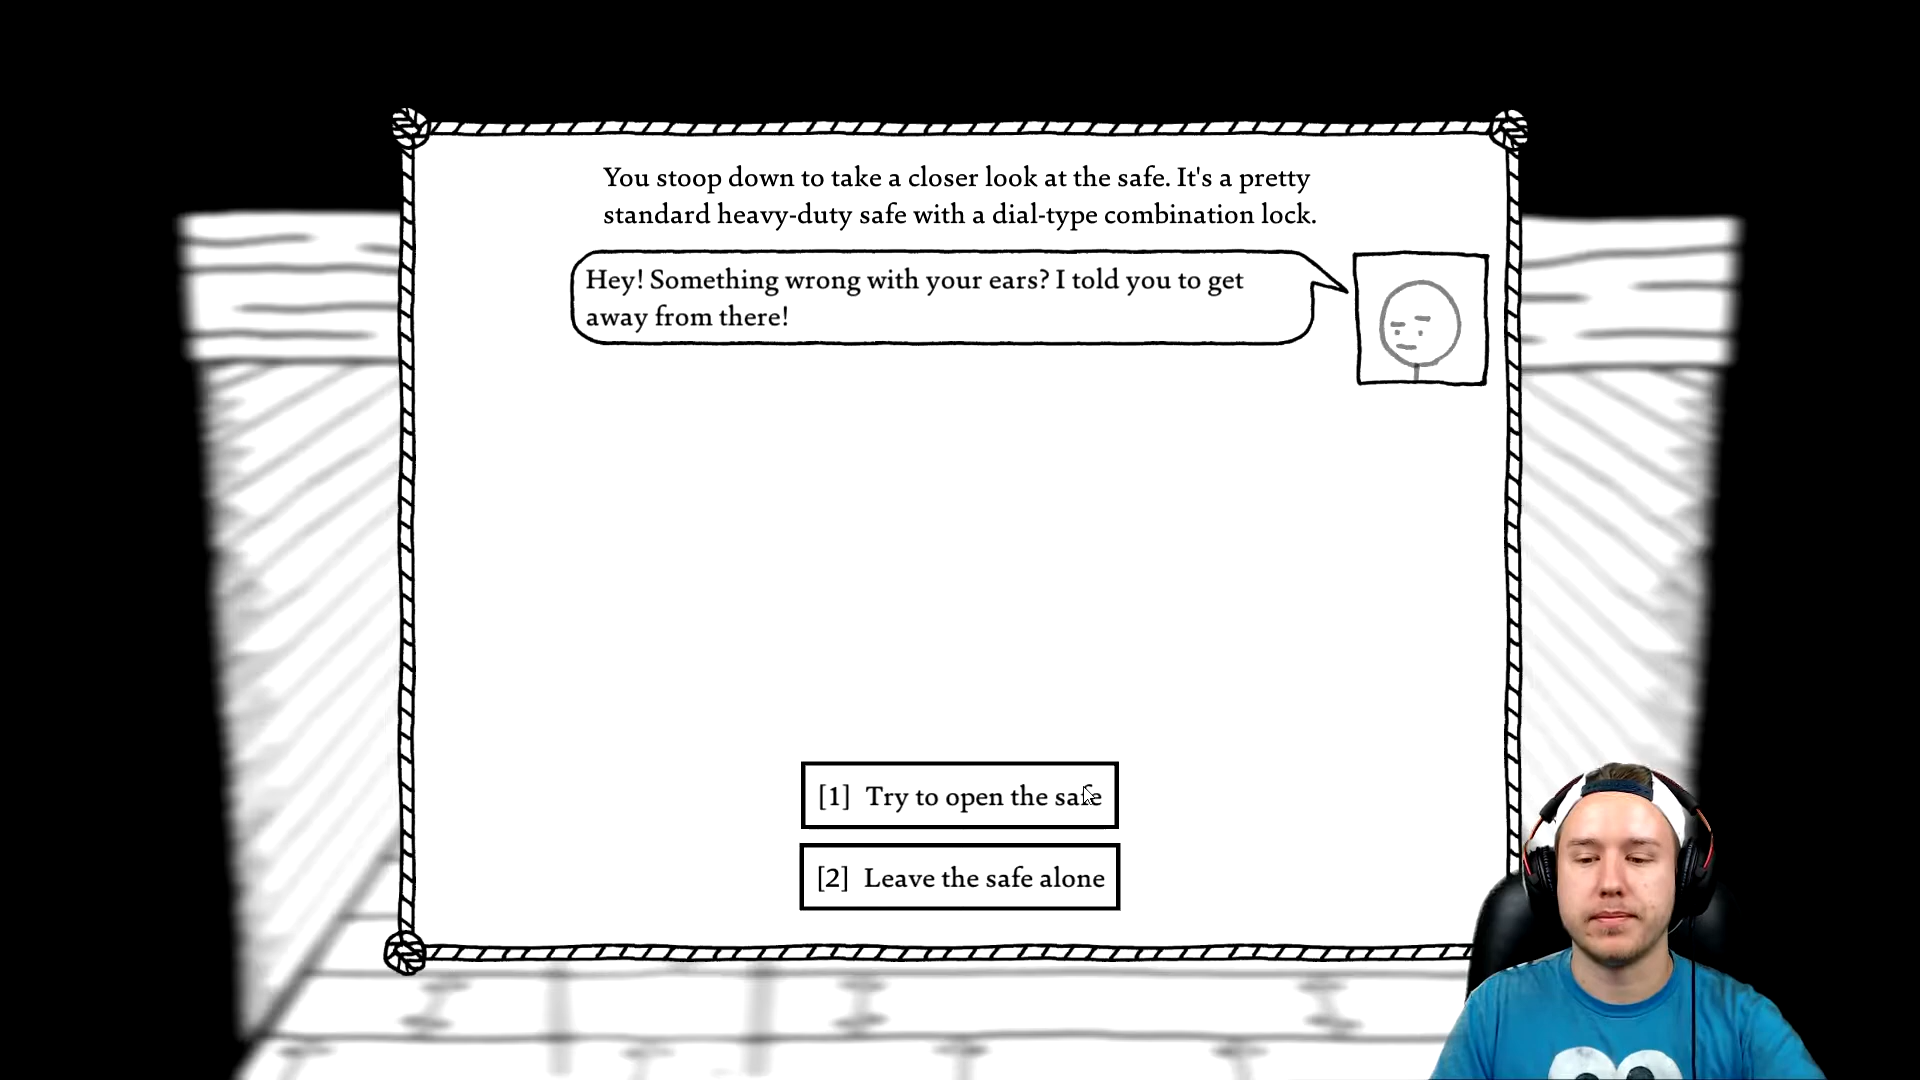 You stoop down to take a closer look at the safe. It's a pretty
standard heavy-duty safe with a dial-type combination lock.
Hey! Something wrong with your ears? I told you to get
away from there!
[1] Try to open the safe
[2] Leave the safe alone